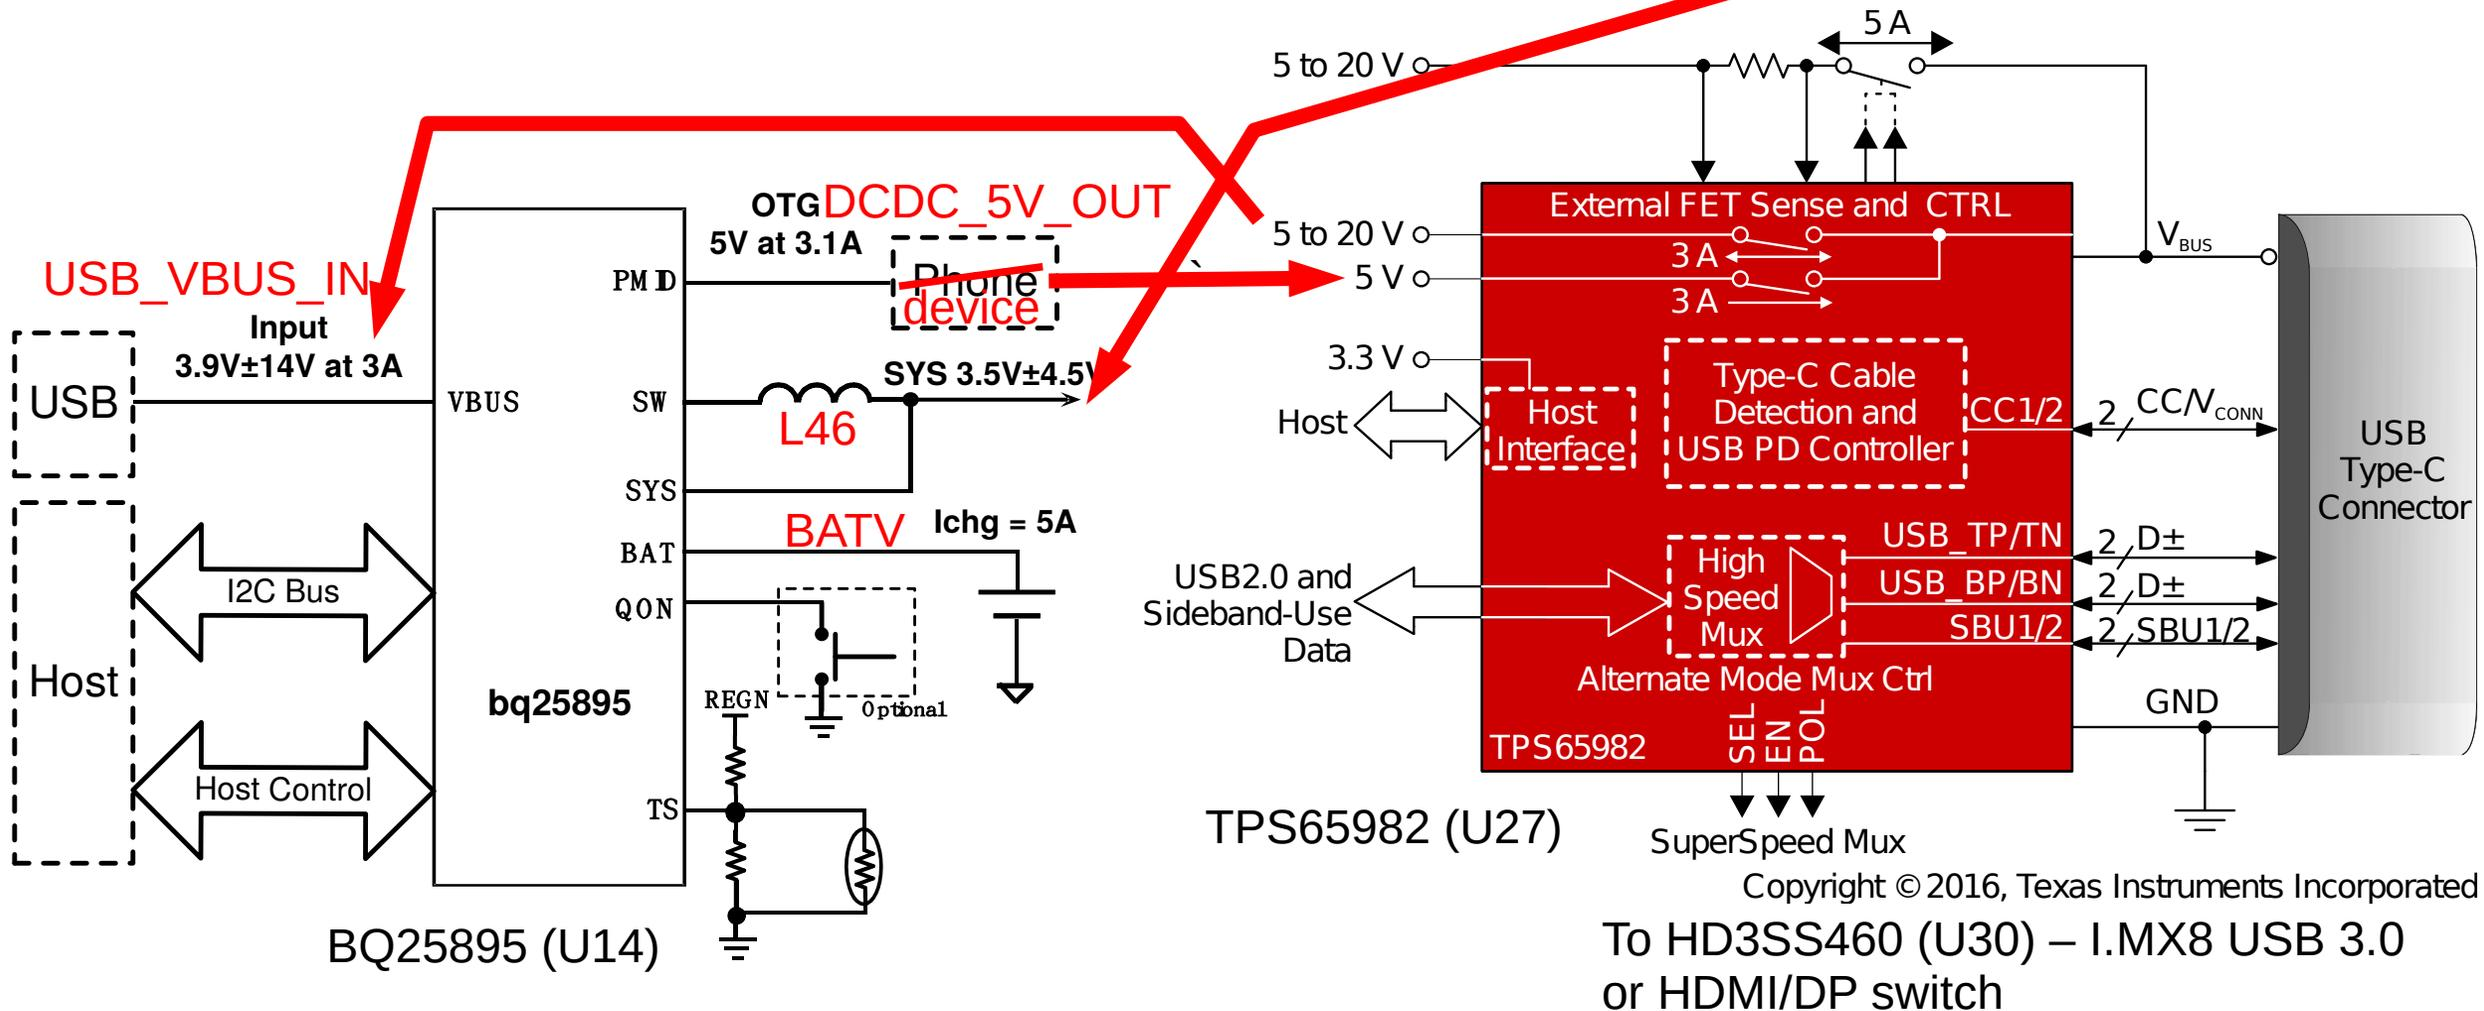 5 A
5 to 20 V
OTG DCDC_5V_OUT
5V at 3.1A
External FET Sense and CTRL
5 to 20 V
3 A
VBUS
USB_VBUS_IN
PMID
Phone
device
`
5 V
3 A
Input
3.9V±14V at 3A
USB
VBUS
SW
SYS 3.5V±4.5V
L46
3.3 V
Host
Host
Interface
Type-C Cable
Detection and
USB PD Controller
CC1/2
2
CC/VCONN
USB
Type-C
Connector
SYS
BATV
Ichg = 5A
BAT
I2C Bus
QON
USB2.0 and
Sideband-Use
Data
High
Speed
Mux
USB_TP/TN
2 D±
USB_BP/BN
2 D±
SBU1/2
2 SBU1/2
Host
bq25895
REGN
Optional
Alternate Mode Mux Ctrl
SEL
EN
POL
GND
TPS65982
Host Control
TS
TPS65982 (U27)
SuperSpeed Mux
Copyright © 2016, Texas Instruments Incorporated
BQ25895 (U14)
To HD3SS460 (U30) – I.MX8 USB 3.0
or HDMI/DP switch